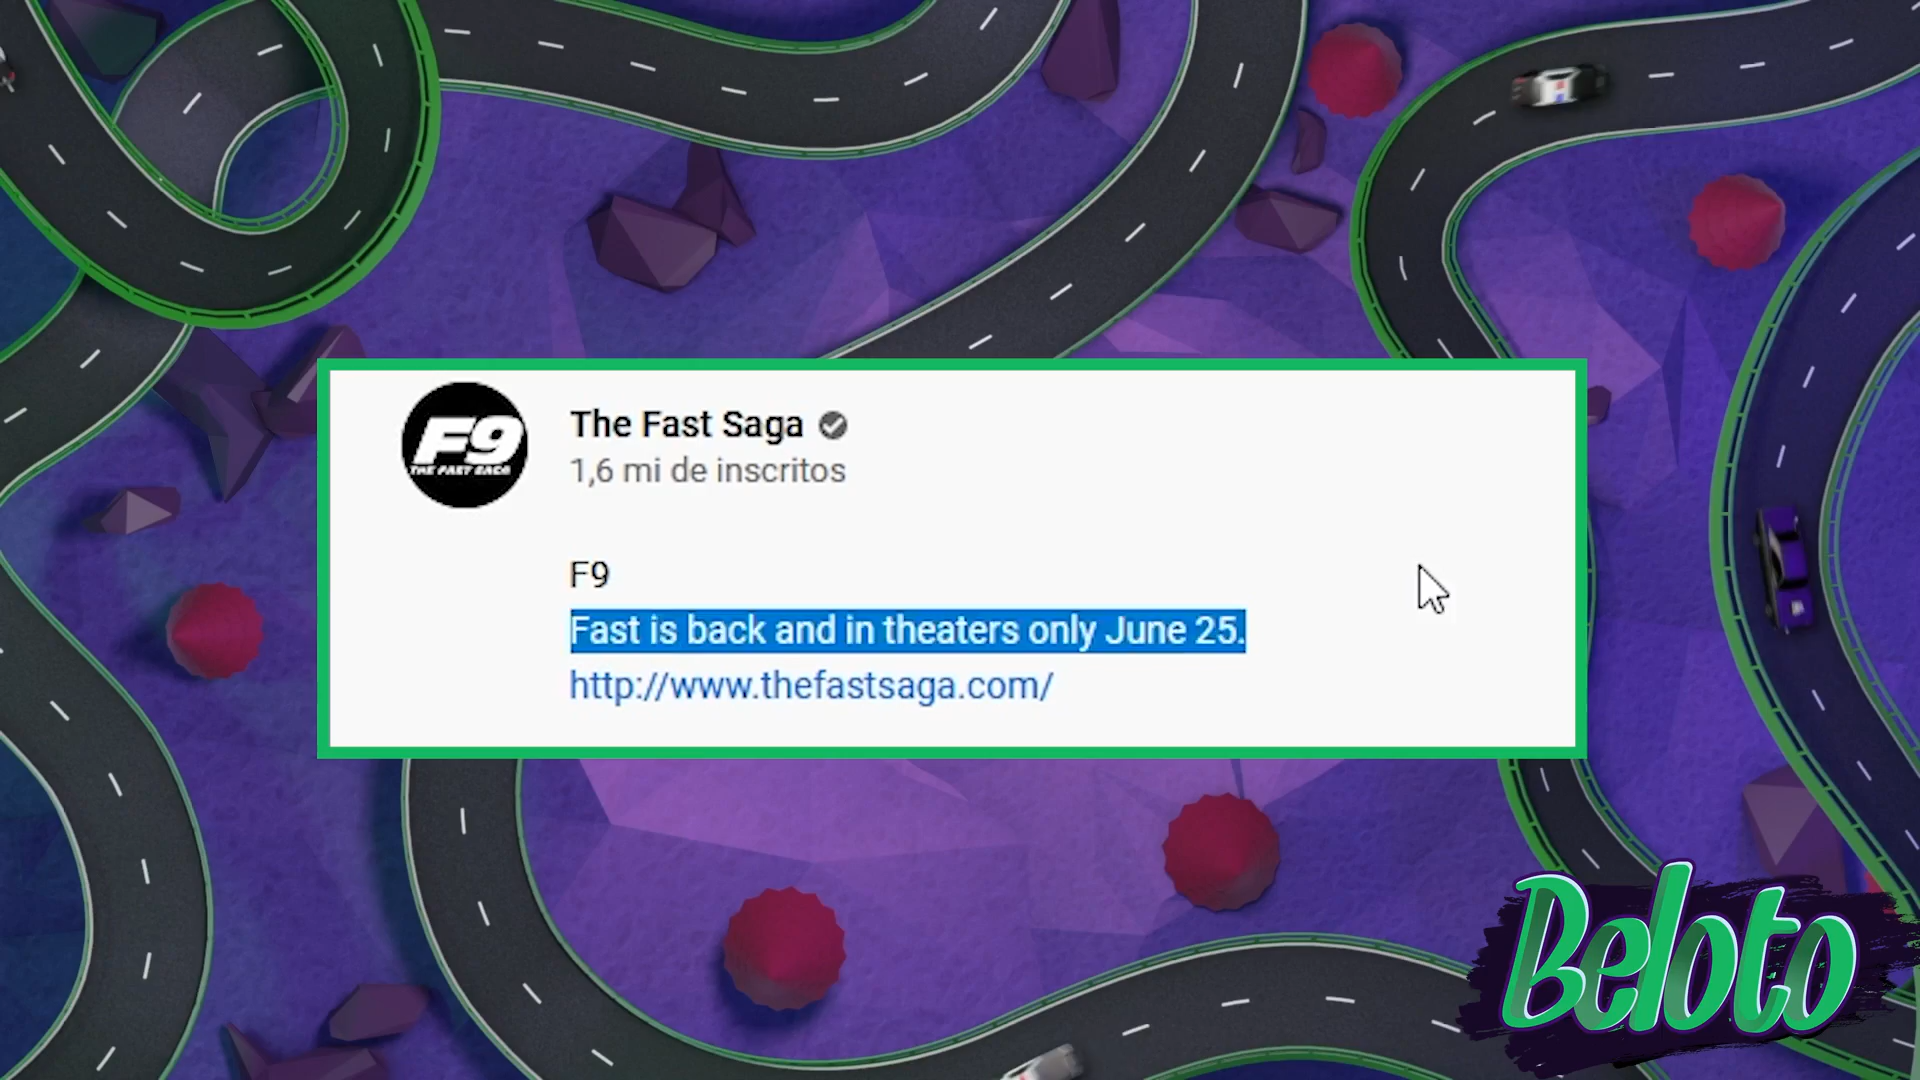 F9
THE FAST SAGA
The Fast Saga
1,6 mi de inscritos
F9
Fast is back and in theaters only June 25.
http://www.thefastsaga.com/
Beloto